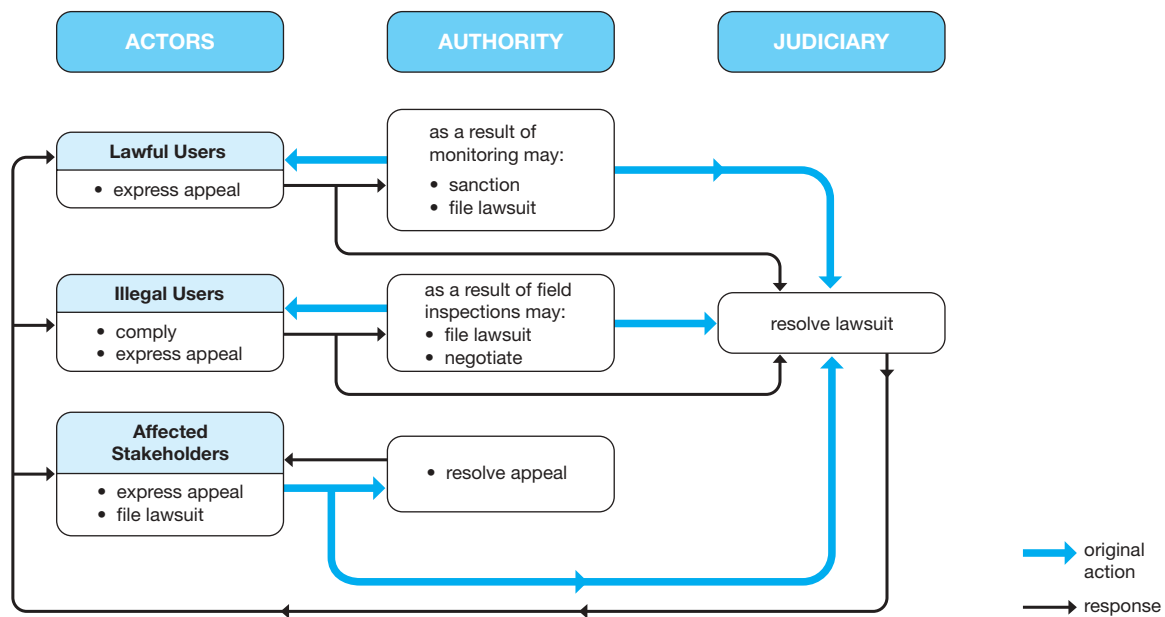 ACTORS
AUTHORITY
JUDICIARY
Lawful Users
• express appeal
as a result of
monitoring may:
• sanction
• file lawsuit
Illegal Users
• comply
• express appeal
as a result of field
inspections may:
• file lawsuit
• negotiate
resolve lawsuit
Affected
Stakeholders
• express appeal
• file lawsuit
• resolve appeal
original
action
response